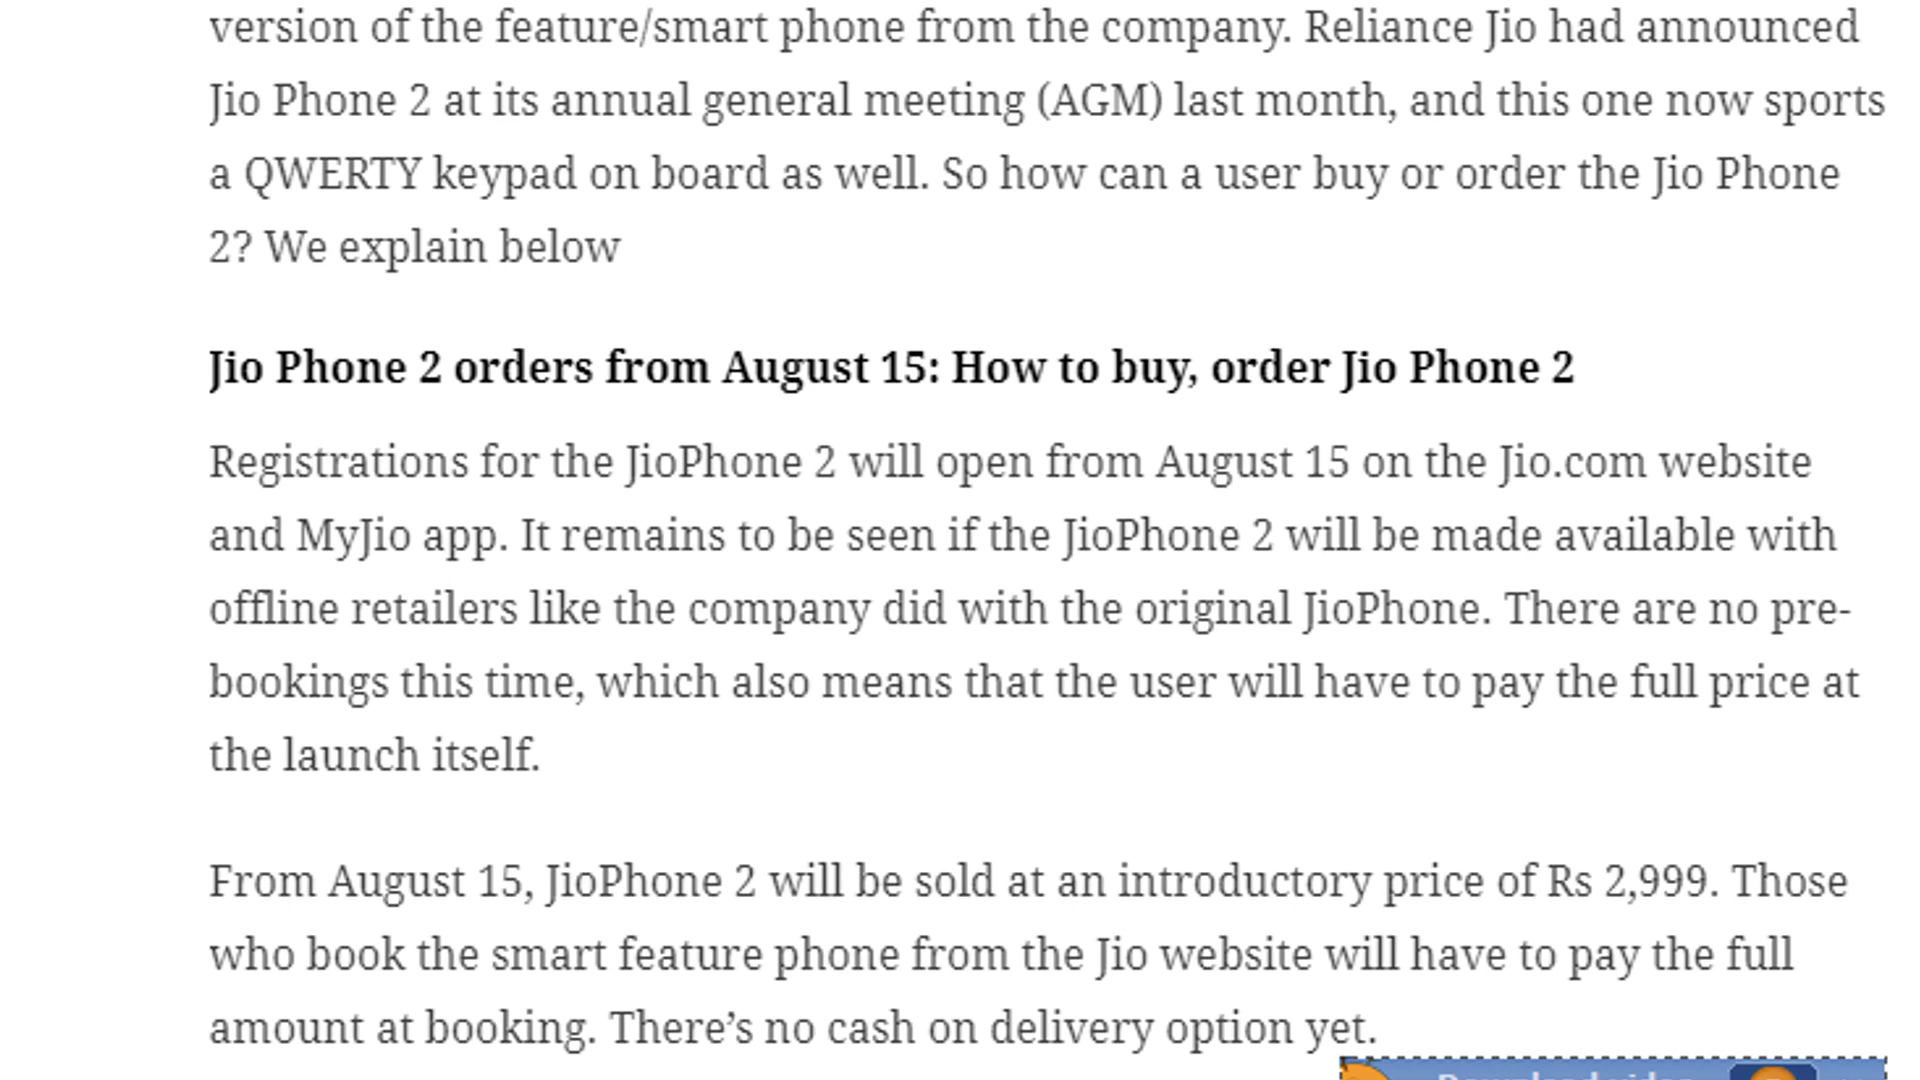 version of the feature/smart phone from the company. Reliance Jio had announced
Jio Phone 2 at its annual general meeting (AGM) last month, and this one now sports
a QWERTY keypad on board as well. So how can a user buy or order the Jio Phone
2? We explain below
Jio Phone 2 orders from August 15: How to buy, order Jio Phone 2
Registrations for the JioPhone 2 will open from August 15 on the Jio.com website
and MyJio app. It remains to be seen if the JioPhone 2 will be made available with
offline retailers like the company did with the original JioPhone. There are no pre-
bookings this time, which also means that the user will have to pay the full price at
the launch itself.
From August 15, JioPhone 2 will be sold at an introductory price of Rs 2,999. Those
who book the smart feature phone from the Jio website will have to pay the full
amount at booking. There’s no cash on delivery option yet.